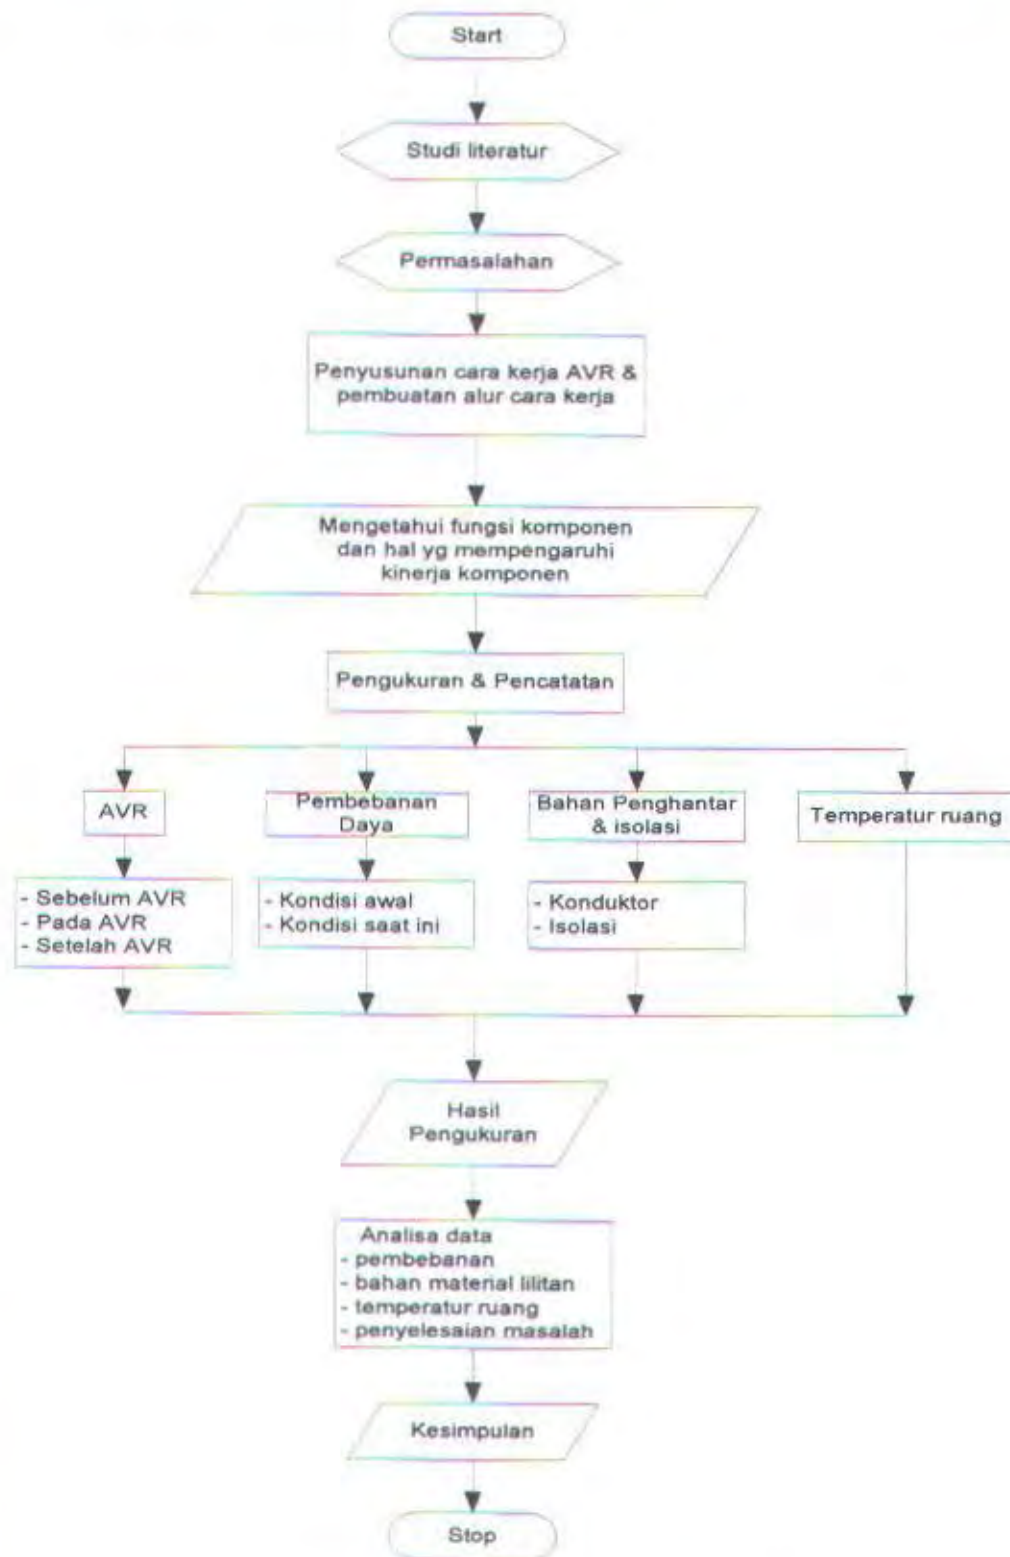 Start
Studi literatur
Permasalahan
Penyusunan cara kerja AVR &
pembuatan alur cara kerja
Mengetahui fungsi komponen
dan hal yg mempengaruhi
kinerja komponen
Pengukuran & Pencatatan
AVR
Pembebanan
Daya
Bahan Penghantar
& isolasi
Temperatur ruang
- Sebelum AVR
- Pada AVR
- Setelah AVR
- Kondisi awal
- Kondisi saat ini
- Konduktor
- Isolasi
Hasil
Pengukuran
Analisa data
- pembebanan
- bahan material lilitan
- temperatur ruang
- penyelesaian masalah
Kesimpulan
Stop